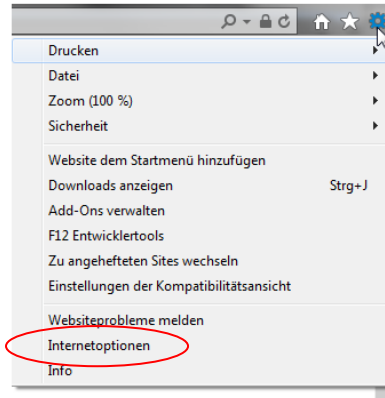 Drucken
Datei
Zoom (100 %)
Sicherheit
Website dem Startmenü hinzufügen
Downloads anzeigen Strg+J
Add-Ons verwalten
F12 Entwicklertools
Zu angehefteten Sites wechseln
Einstellungen der Kompatibilitätsansicht
Websiteprobleme melden
Internetoptionen
Info